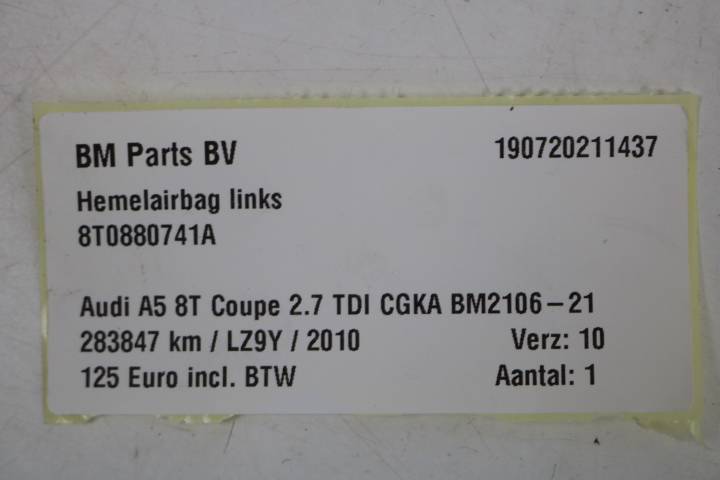 BM Parts BV 190720211437
Hemelairbag links
8T0880741A
Audi A5 8T Coupe 2.7 TDI CGKA BM2106-21
283847 km / LZ9Y / 2010 Verz: 10
125 Euro incl. BTW Aantal: 1